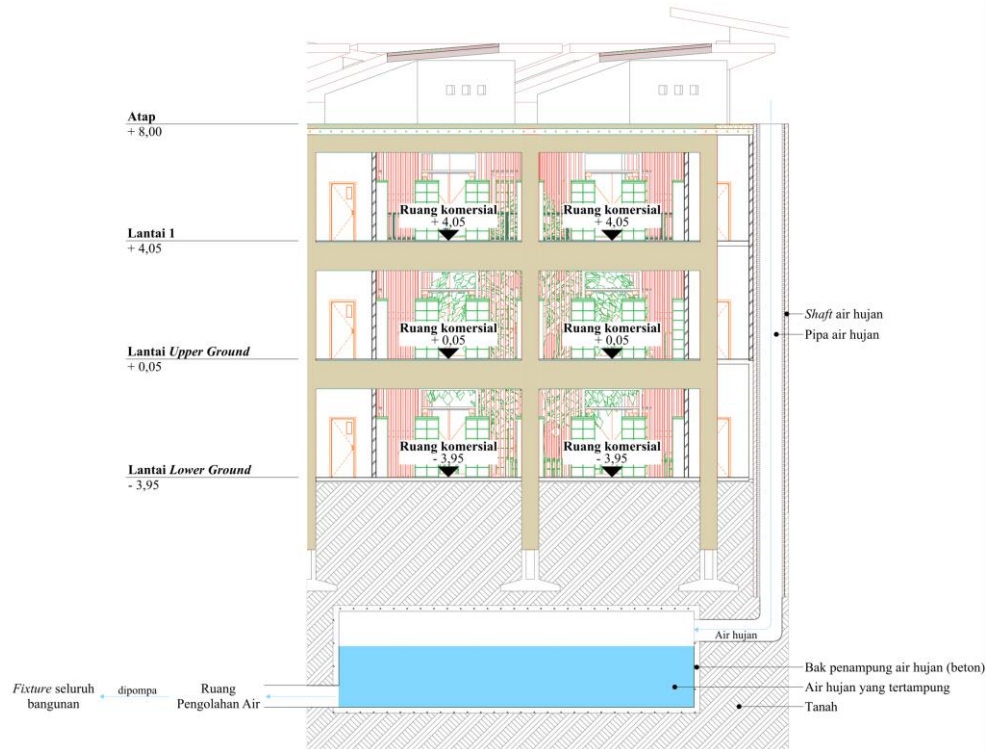 Atap
+ 8,00
Ruang komersial
+ 4,05
Ruang komersial
+ 4,05
Lantai 1
+ 4,05
Shaft air hujan
Pipa air hujan
Ruang komersial
+ 0,05
Ruang komersial
+ 0,05
Lantai Upper Ground
+ 0,05
Ruang komersial
- 3,95
Ruang komersial
- 3,95
Lantai Lower Ground
- 3,95
Air hujan
Bak penampung air hujan (beton)
Air hujan yang tertampung
Tanah
Fixture seluruh
bangunan
dipompa
Ruang
Pengolahan Air